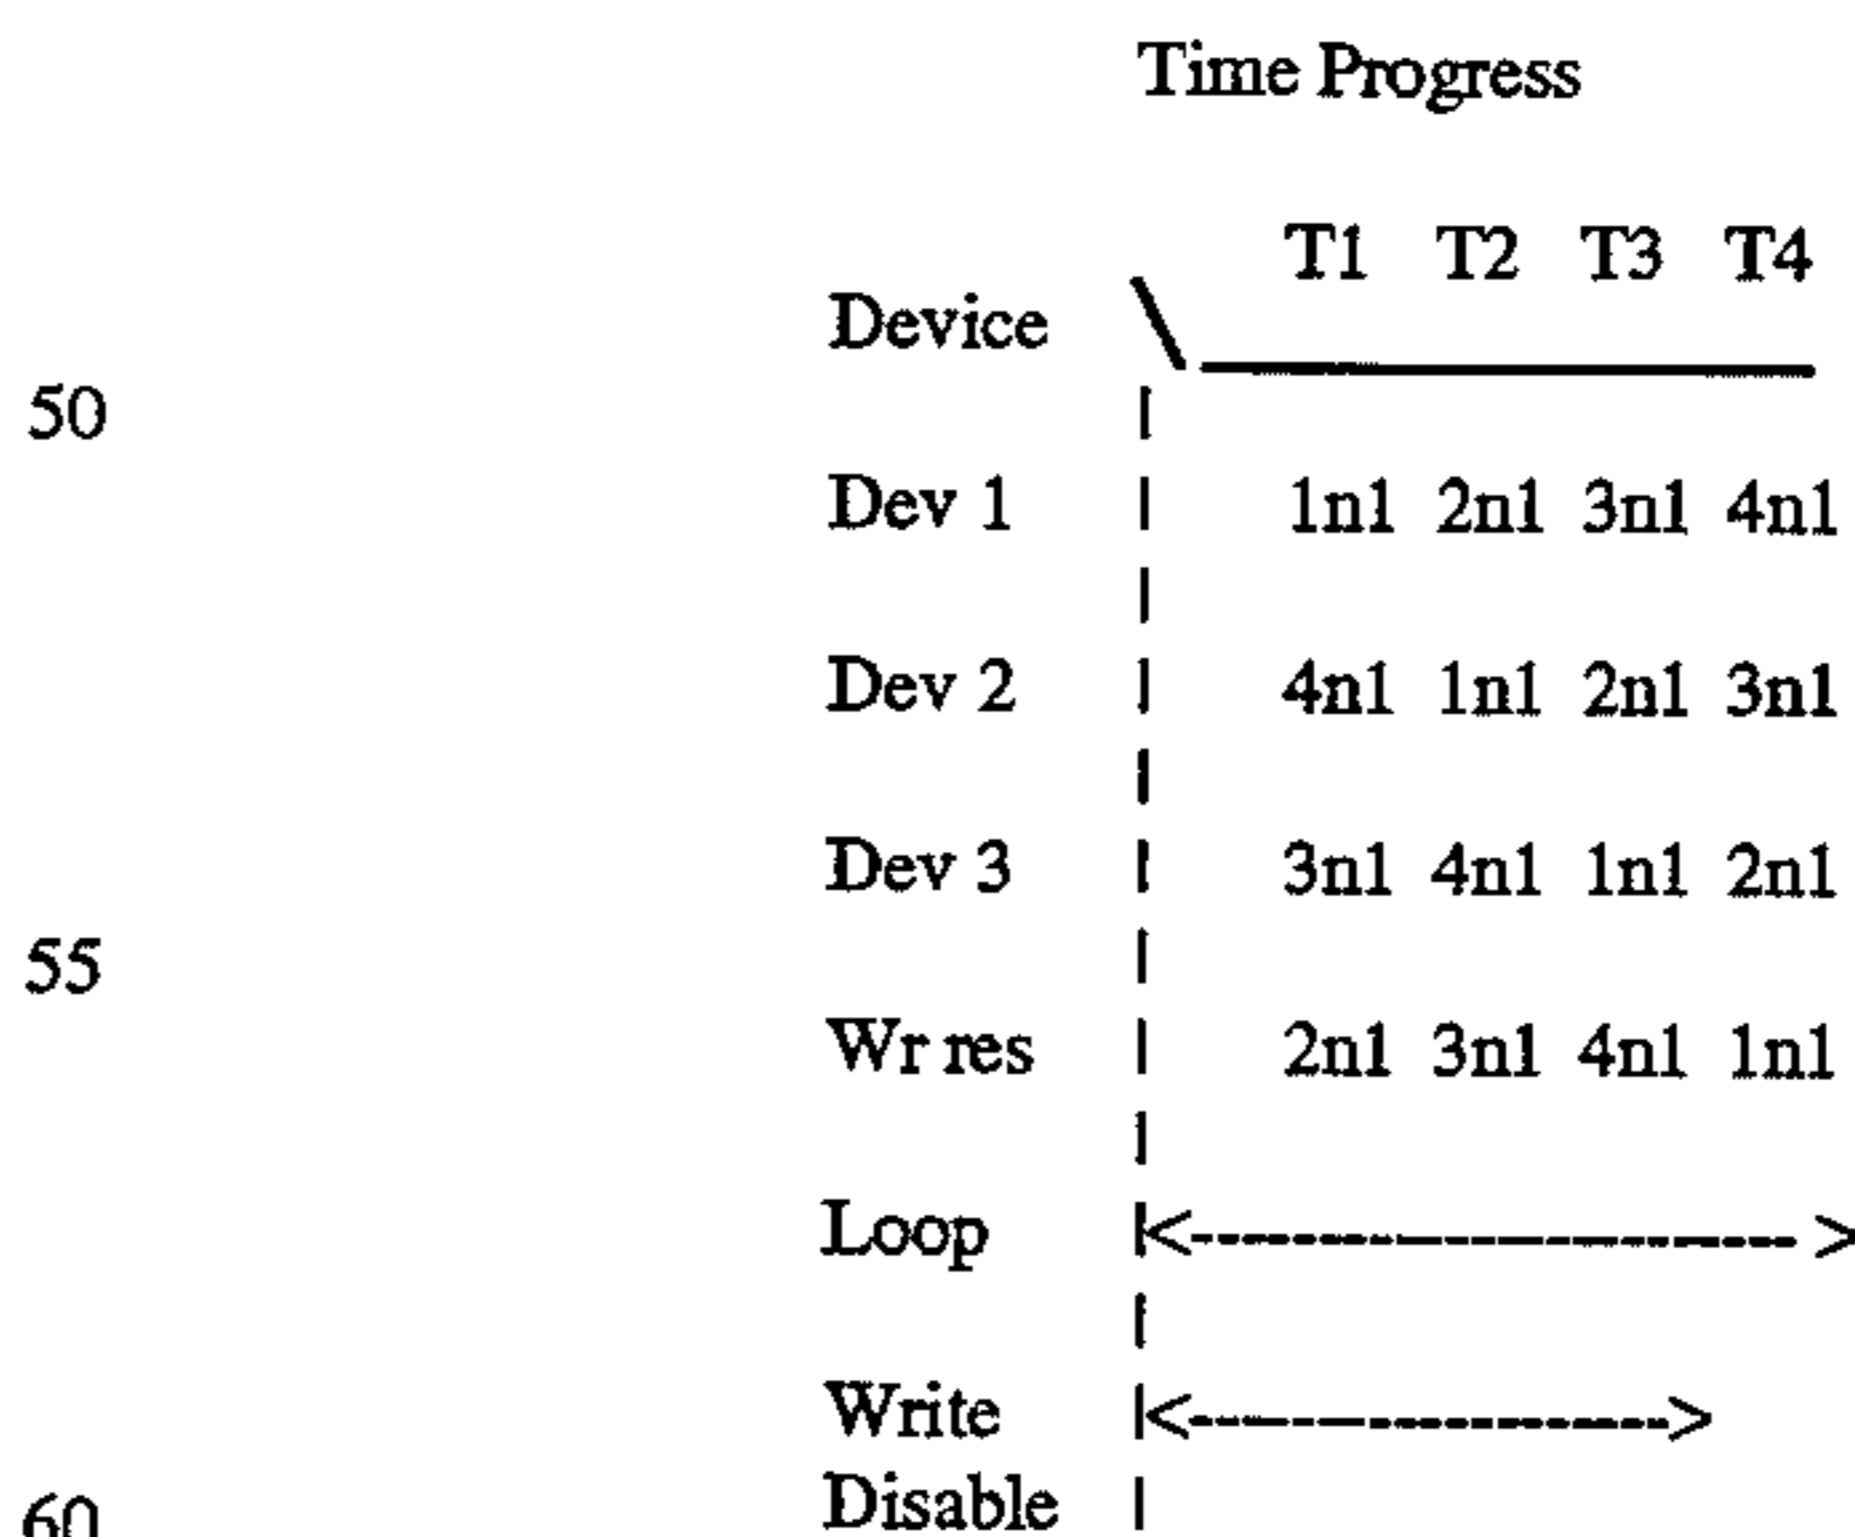 Time Progress
T1 T2 T3 T4
Device
50
Dev 1 | 1n1 2n1 3n1 4n1
Dev 2 | 4n1 1n1 2n1 3n1
Dev 3 | 3n1 4n1 1n1 2n1
55
Wr res | 2n1 3n1 4n1 1n1
Loop |<---------------->
Write |<------------->
Disable |
60